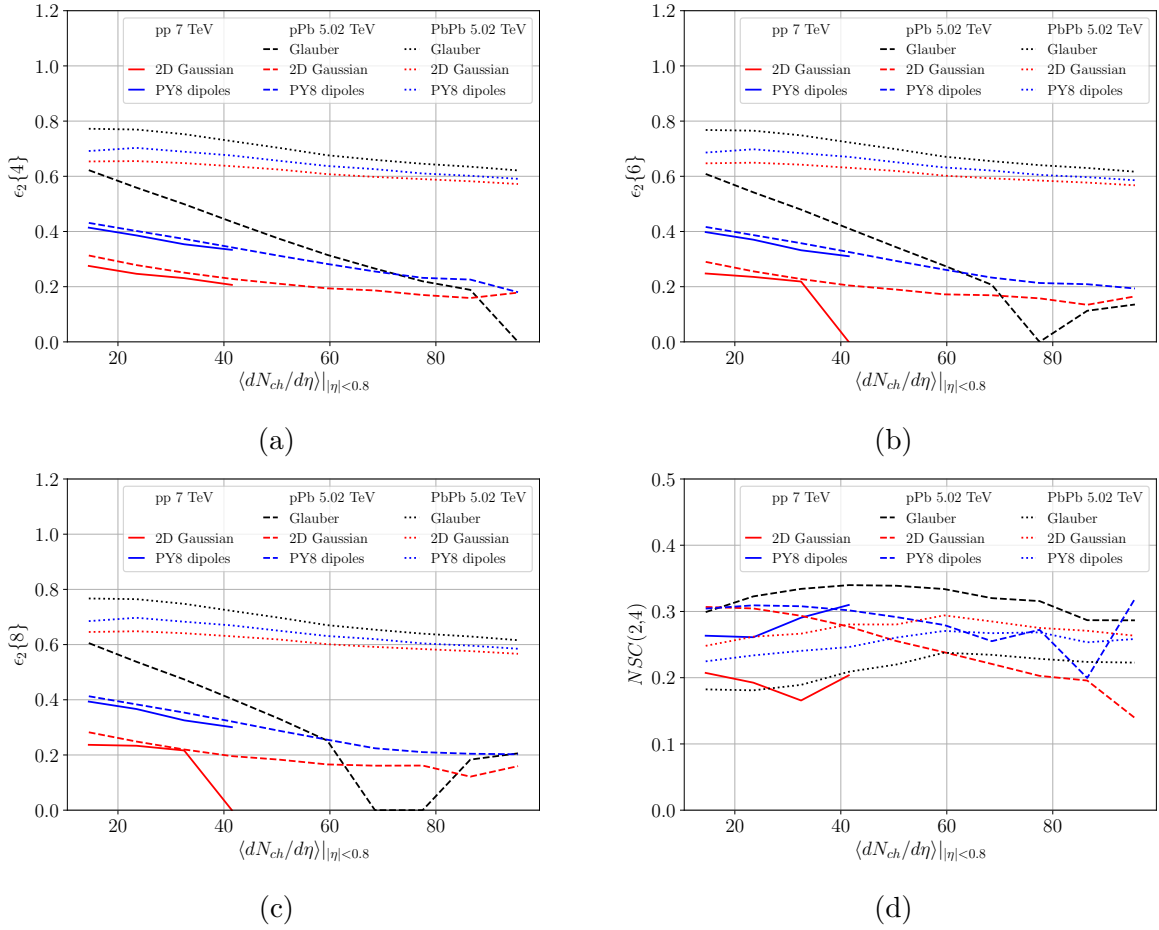 1.2
1.0
0.8
0.6
0.4
0.2
0.0
ϵ₂{4}
pp 7 TeV pPb 5.02 TeV PbPb 5.02 TeV
Glauber Glauber
2D Gaussian 2D Gaussian 2D Gaussian
PY8 dipoles PY8 dipoles PY8 dipoles
20 40 60 80
⟨dN_ch/dη⟩|_|η|<0.8
(a)
1.2
1.0
0.8
0.6
0.4
0.2
0.0
ϵ₂{6}
pp 7 TeV pPb 5.02 TeV PbPb 5.02 TeV
Glauber Glauber
2D Gaussian 2D Gaussian 2D Gaussian
PY8 dipoles PY8 dipoles PY8 dipoles
20 40 60 80
⟨dN_ch/dη⟩|_|η|<0.8
(b)
1.2
1.0
0.8
0.6
0.4
0.2
0.0
ϵ₂{8}
pp 7 TeV pPb 5.02 TeV PbPb 5.02 TeV
Glauber Glauber
2D Gaussian 2D Gaussian 2D Gaussian
PY8 dipoles PY8 dipoles PY8 dipoles
20 40 60 80
⟨dN_ch/dη⟩|_|η|<0.8
(c)
0.5
0.4
0.3
0.2
0.1
0.0
NSC(2,4)
pp 7 TeV pPb 5.02 TeV PbPb 5.02 TeV
Glauber Glauber
2D Gaussian 2D Gaussian 2D Gaussian
PY8 dipoles PY8 dipoles PY8 dipoles
20 40 60 80
⟨dN_ch/dη⟩|_|η|<0.8
(d)